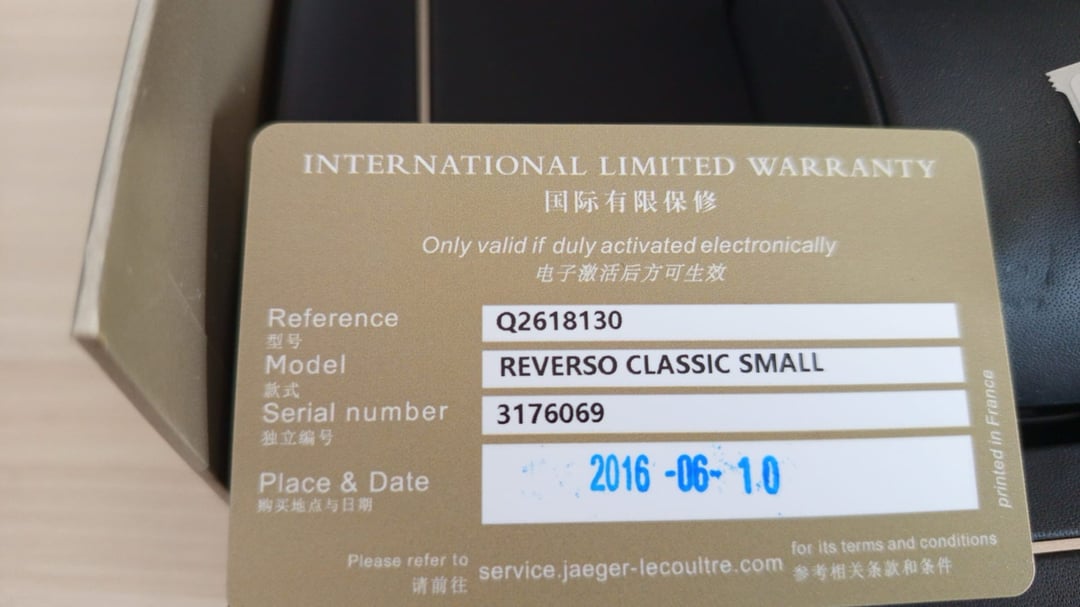 INTERNATIONAL LIMITED WARRANTY
国际有限保修
Only valid if duly activated electronically
电子激活后方可生效
Reference Q2618130
型号
Model REVERSO CLASSIC SMALL
款式
Serial number 3176069
独立编号
Place & Date 2016 -06- 10
购买地点与日期
Please refer to service.jaeger-lecoultre.com for its terms and conditions
请前往 参考相关条款和条件
printed in France